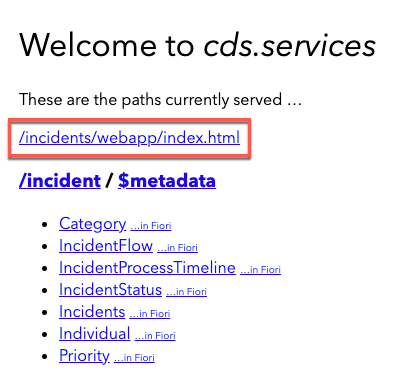 Welcome to cds.services
These are the paths currently served …
/incidents/webapp/index.html
/incident / $metadata
Category ...in Fiori
IncidentFlow ...in Fiori
IncidentProcessTimeline ...in Fiori
IncidentStatus ...in Fiori
Incidents ...in Fiori
Individual ...in Fiori
Priority ...in Fiori